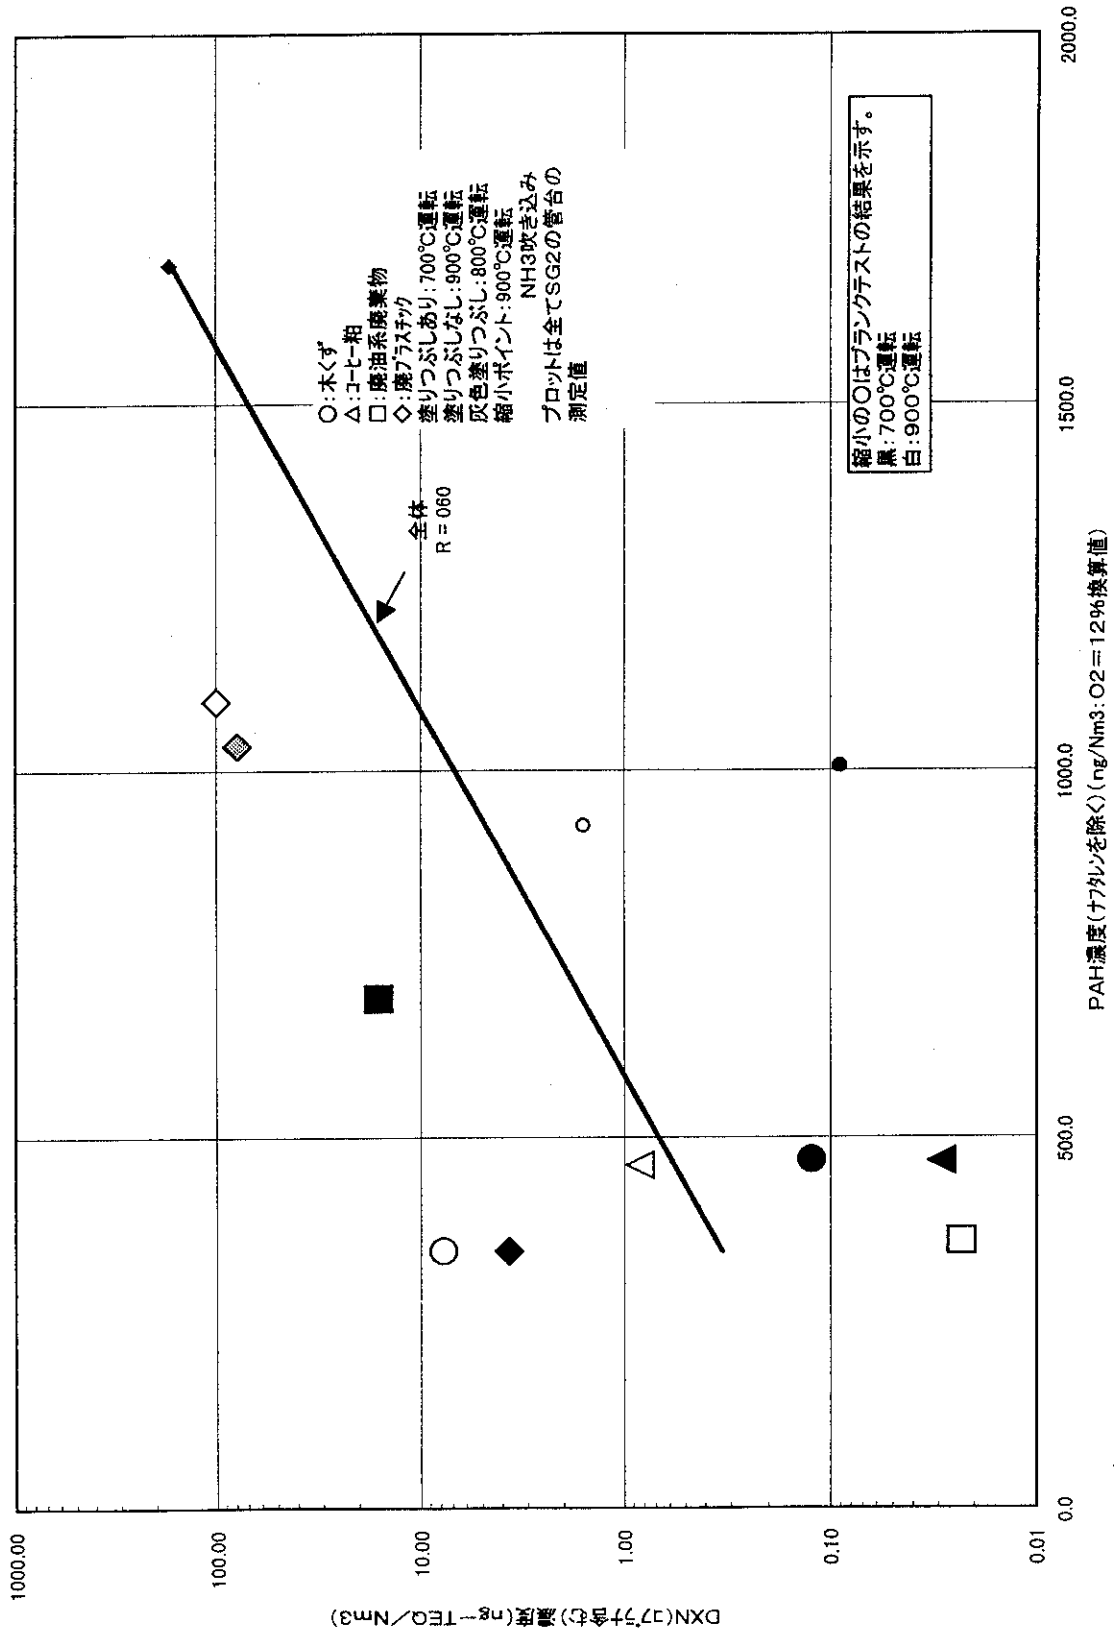 DXN(コプラナ含む)濃度(ng-TEQ/Nm3)
1000.00
100.00
10.00
1.00
0.10
0.01
○:木くず
△:コーヒー粕
□:廃油系廃棄物
◇:廃プラスチック
塗りつぶしあり:700℃運転
塗りつぶしなし:900℃運転
灰色塗りつぶし:800℃運転
縮小ポイント:900℃運転
NH3吹き込み
プロットは全てSG2の管台の
測定値
全体
R = 060
縮小の○はブランクテストの結果を示す。
黒:700℃運転
白:900℃運転
0.0
500.0
1000.0
1500.0
2000.0
PAH濃度(ナフタレンを除く)(ng/Nm3:O2=12%換算値)